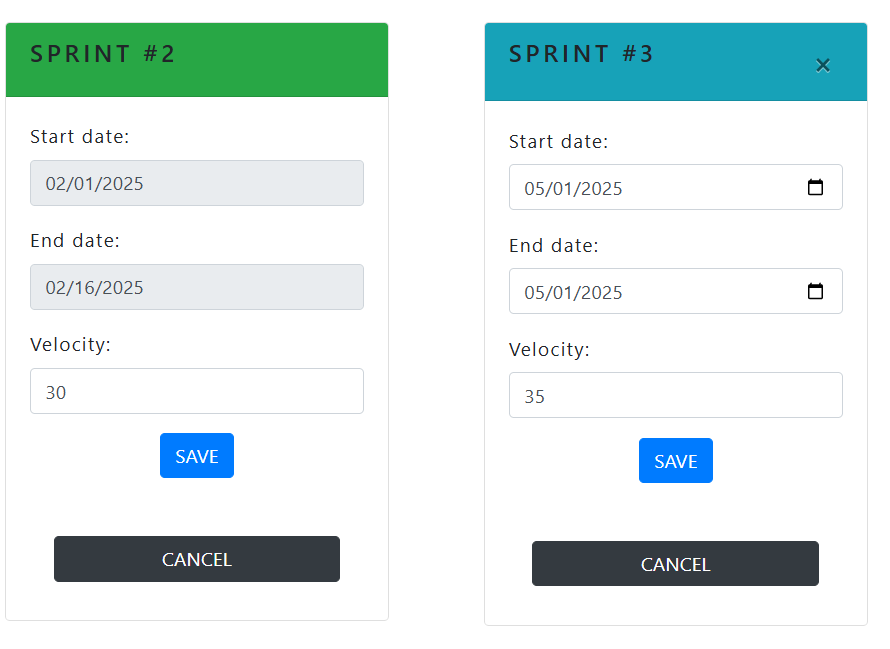 SPRINT #2
Start date:
02/01/2025
End date:
02/16/2025
Velocity:
30
SAVE
CANCEL
SPRINT #3
Start date:
05/01/2025
End date:
05/01/2025
Velocity:
35
SAVE
CANCEL